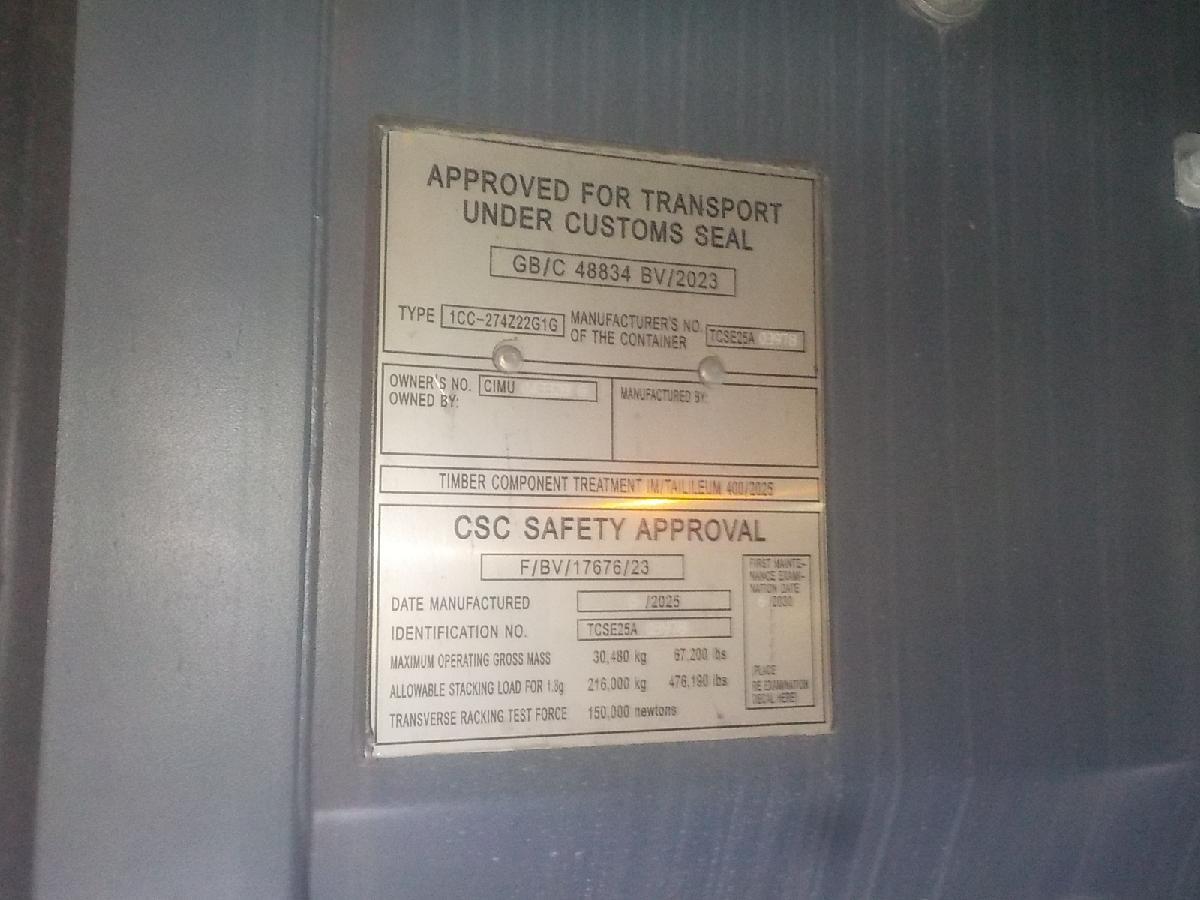 APPROVED FOR TRANSPORT
UNDER CUSTOMS SEAL
GB/C 48834 BV/2023
TYPE 1CC-274Z22G1G MANUFACTURER'S NO. OF THE CONTAINER TCSE25A
OWNER'S NO. CIMU
OWNED BY:
MANUFACTURED BY:
TIMBER COMPONENT TREATMENT IM/ 400/2025
CSC SAFETY APPROVAL
F/BV/17676/23
DATE MANUFACTURED /2025
IDENTIFICATION NO. TCSE25A
MAXIMUM OPERATING GROSS MASS 30,480 kg 67,200 lbs
ALLOWABLE STACKING LOAD FOR 1.8g 216,000 kg 476,190 lbs
TRANSVERSE RACKING TEST FORCE 150,000 newtons
FIRST MAINTE-
NANCE EXAMI-
NATION DATE
/2030
PLACE
RE EXAMINATION
DECAL HERE)